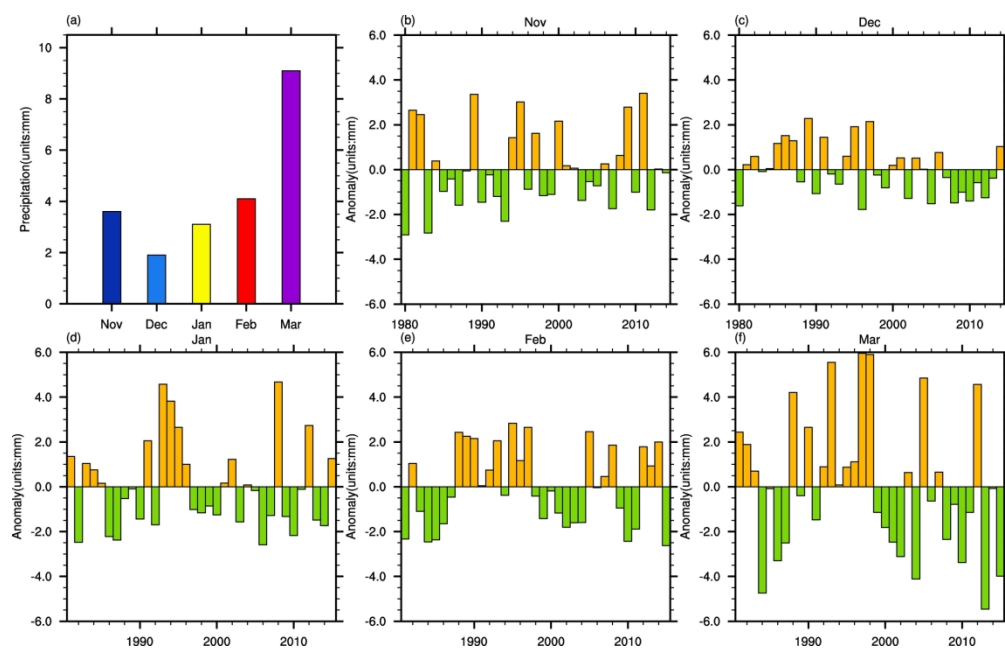 (a)
Precipitation(units:mm)
10
8
6
4
2
0
Nov Dec Jan Feb Mar
(b) Nov
Anomaly(units:mm)
6.0
4.0
2.0
0.0
-2.0
-4.0
-6.0
1980 1990 2000 2010
(c) Dec
Anomaly(units:mm)
6.0
4.0
2.0
0.0
-2.0
-4.0
-6.0
1980 1990 2000 2010
(d) Jan
Anomaly(units:mm)
6.0
4.0
2.0
0.0
-2.0
-4.0
-6.0
1990 2000 2010
(e) Feb
Anomaly(units:mm)
6.0
4.0
2.0
0.0
-2.0
-4.0
-6.0
1990 2000 2010
(f) Mar
Anomaly(units:mm)
6.0
4.0
2.0
0.0
-2.0
-4.0
-6.0
1990 2000 2010